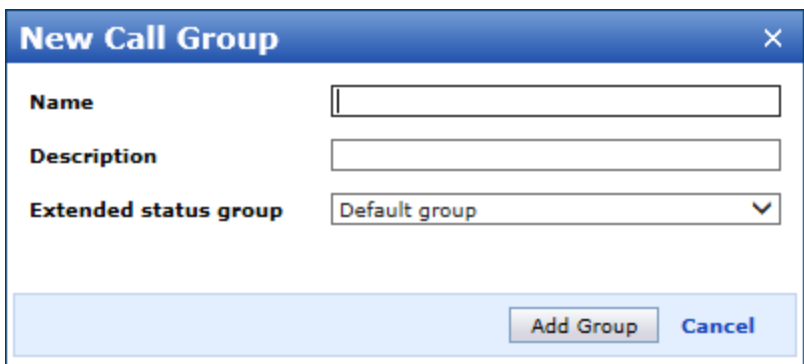 New Call Group
Name
Description
Extended status group Default group
Add Group Cancel